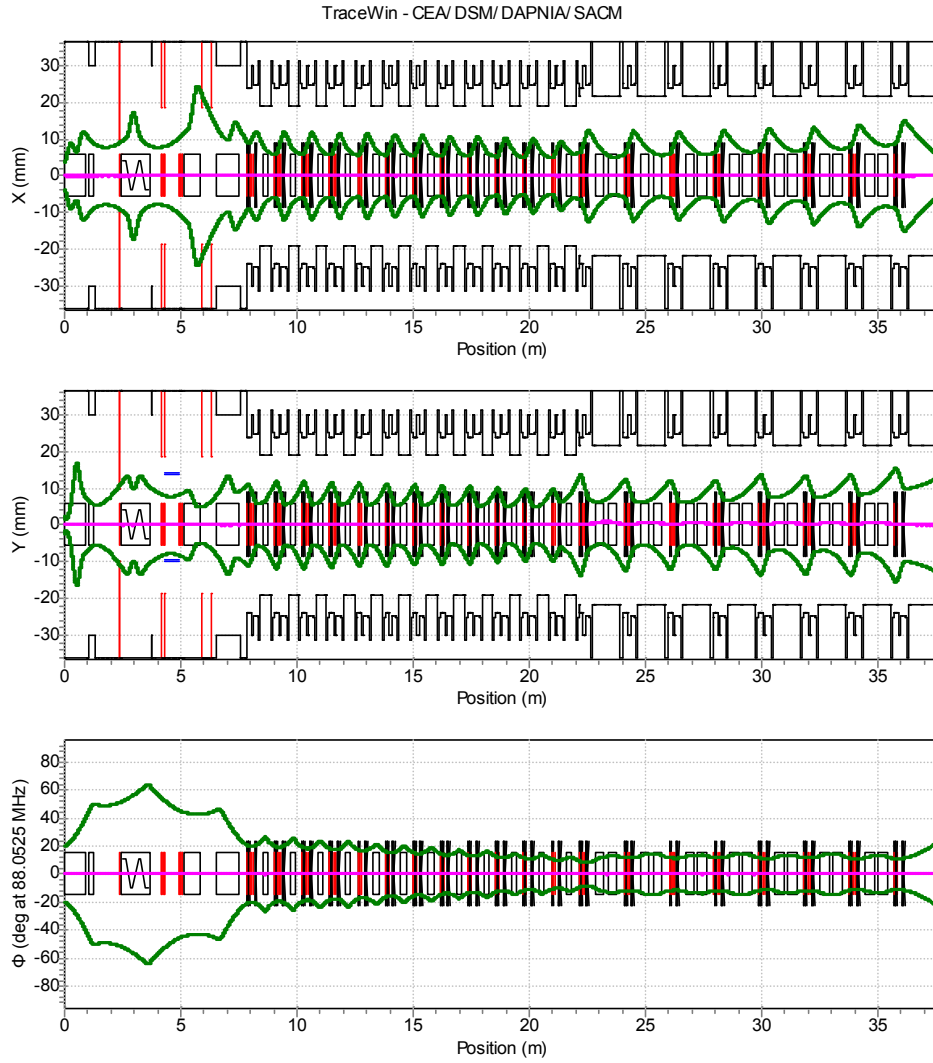 TraceWin - CEA/ DSM/ DAPNIA/ SACM
X (mm)
30
20
10
0
-10
-20
-30
0 5 10 15 20 25 30 35
Position (m)
Y (mm)
30
20
10
0
-10
-20
-30
0 5 10 15 20 25 30 35
Position (m)
Φ (deg at 88.0525 MHz)
80
60
40
20
0
-20
-40
-60
-80
0 5 10 15 20 25 30 35
Position (m)